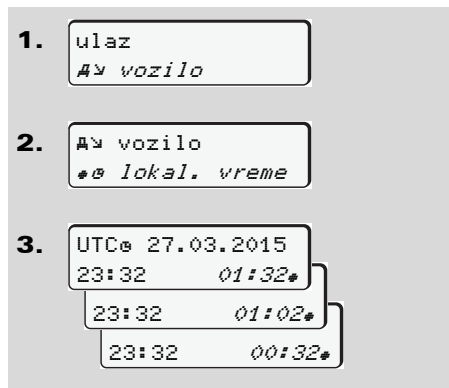 1.
ulaz
vozilo
2.
vozilo
lokal. vreme
3.
UTC 27.03.2015
23:32 01:32
23:32 01:02
23:32 00:32